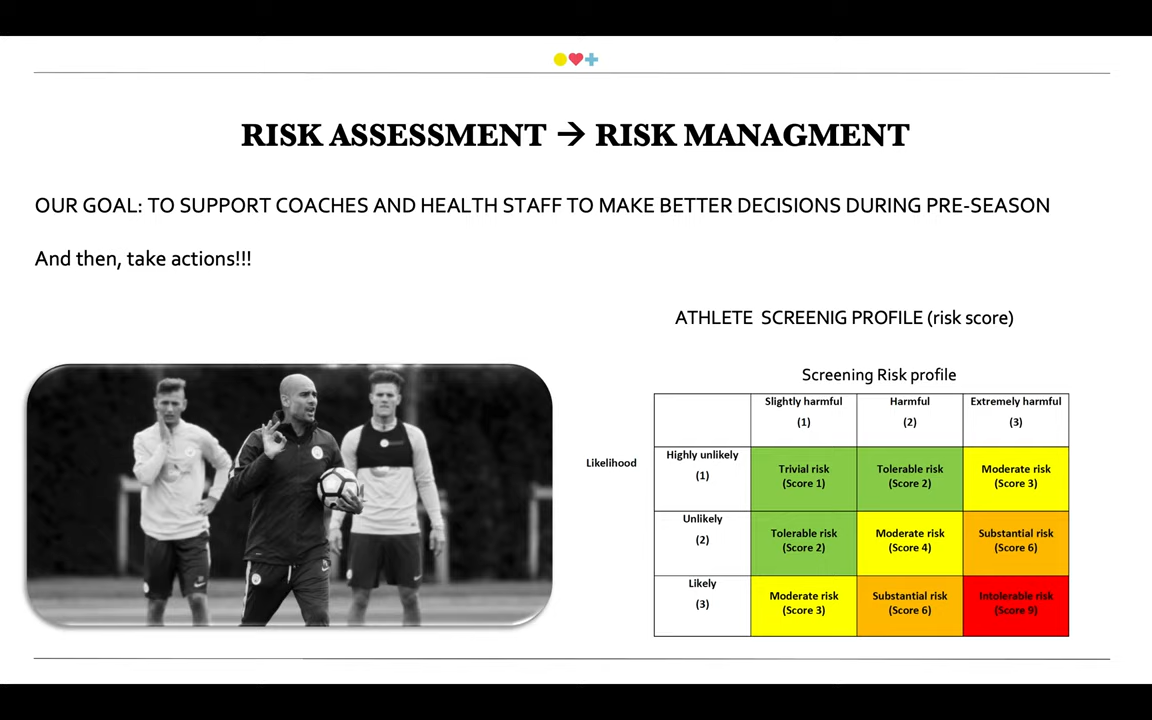 RISK ASSESSMENT → RISK MANAGMENT
OUR GOAL: TO SUPPORT COACHES AND HEALTH STAFF TO MAKE BETTER DECISIONS DURING PRE-SEASON
And then, take actions!!!
ATHLETE SCREENIG PROFILE (risk score)
Screening Risk profile
Slightly harmful
(1)
Harmful
(2)
Extremely harmful
(3)
Likelihood
Highly unlikely
(1)
Trivial risk
(Score 1)
Tolerable risk
(Score 2)
Moderate risk
(Score 3)
Unlikely
(2)
Tolerable risk
(Score 2)
Moderate risk
(Score 4)
Substantial risk
(Score 6)
Likely
(3)
Moderate risk
(Score 3)
Substantial risk
(Score 6)
Intolerable risk
(Score 9)